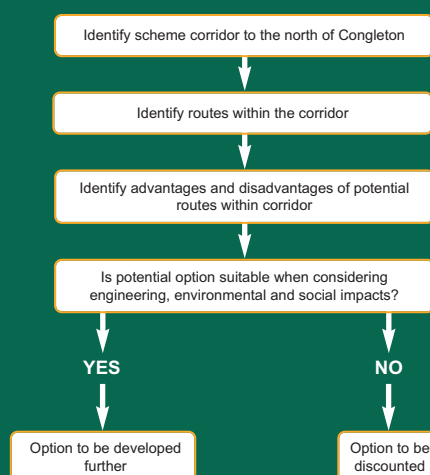 Identify scheme corridor to the north of Congleton
Identify routes within the corridor
Identify advantages and disadvantages of potential
routes within corridor
Is potential option suitable when considering
engineering, environmental and social impacts?
YES
NO
Option to be developed
further
Option to be
discounted